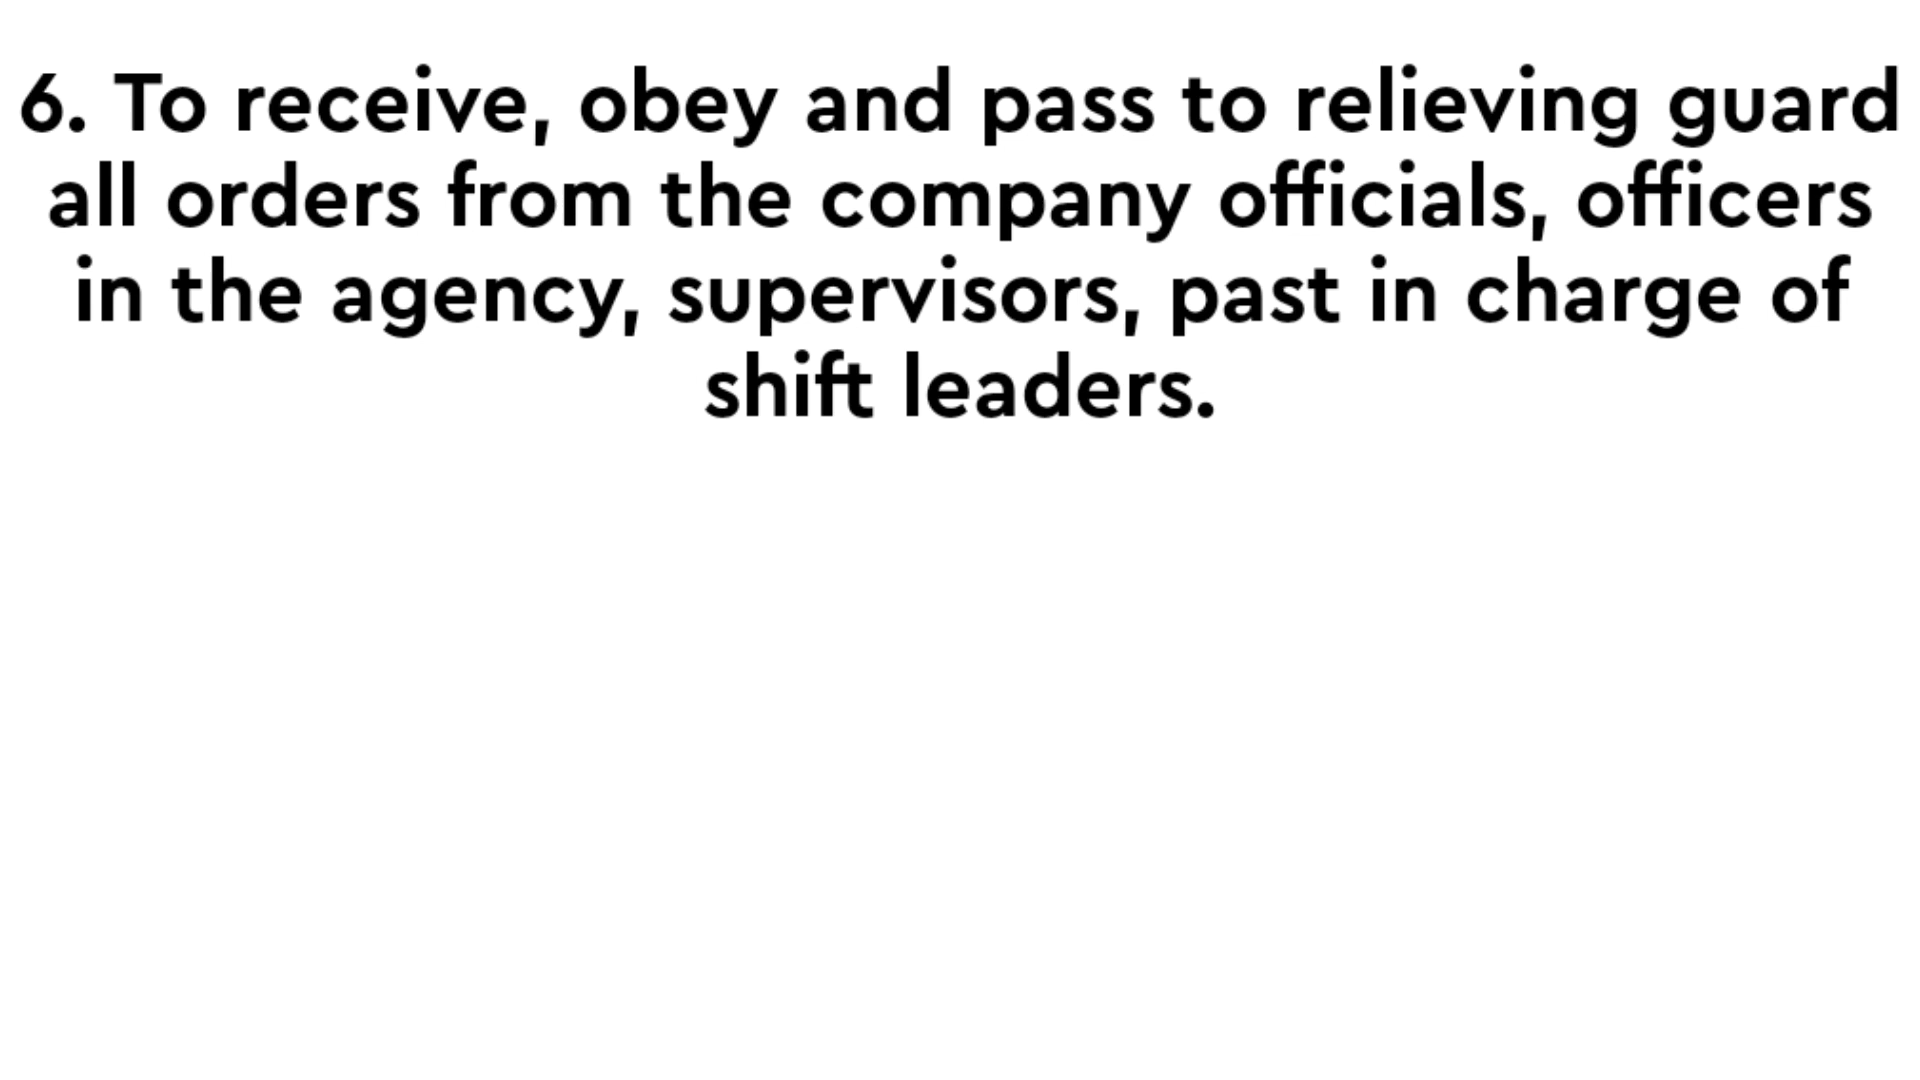 6. To receive, obey and pass to relieving guard
all orders from the company officials, officers
in the agency, supervisors, past in charge of
shift leaders.